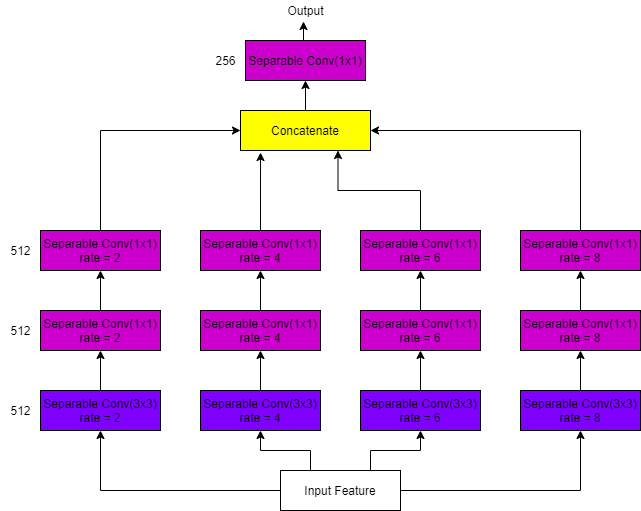 Output
256
Separable Conv(1x1)
Concatenate
512
Separable Conv(1x1)
rate = 2
Separable Conv(1x1)
rate = 4
Separable Conv(1x1)
rate = 6
Separable Conv(1x1)
rate = 8
512
Separable Conv(1x1)
rate = 2
Separable Conv(1x1)
rate = 4
Separable Conv(1x1)
rate = 6
Separable Conv(1x1)
rate = 8
512
Separable Conv(3x3)
rate = 2
Separable Conv(3x3)
rate = 4
Separable Conv(3x3)
rate = 6
Separable Conv(3x3)
rate = 8
Input Feature